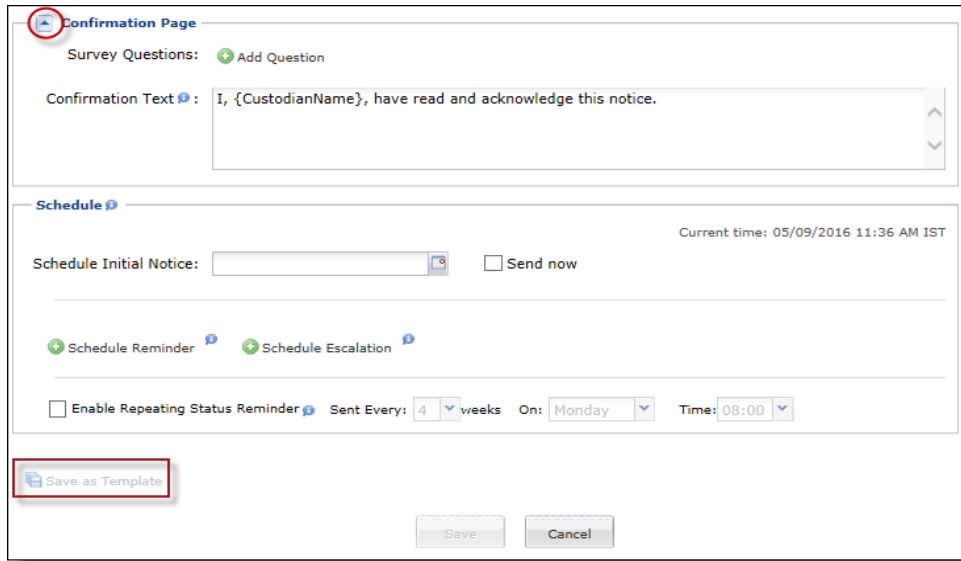 Confirmation Page
Survey Questions: Add Question
Confirmation Text : I, {CustodianName}, have read and acknowledge this notice.
Schedule
Current time: 05/09/2016 11:36 AM IST
Schedule Initial Notice: Send now
Schedule Reminder Schedule Escalation
Enable Repeating Status Reminder Sent Every: 4 weeks On: Monday Time: 08:00
Save as Template
Save Cancel